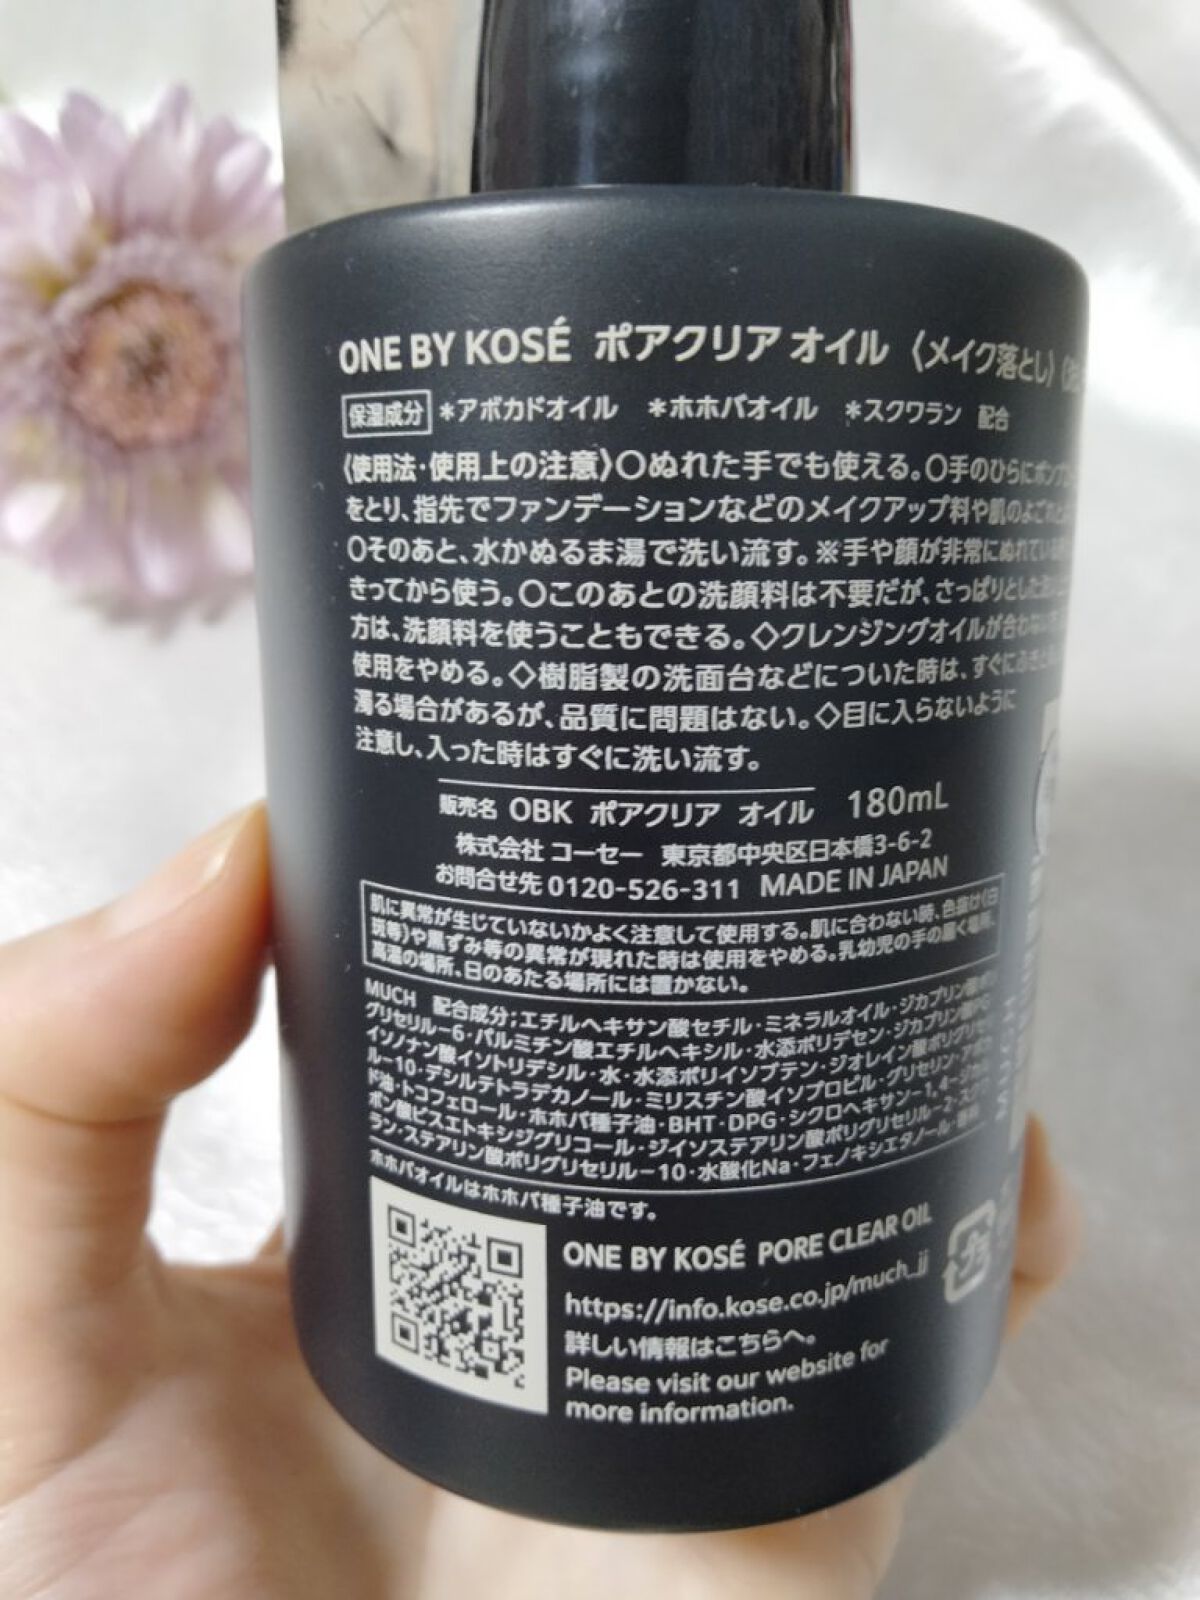 ONE BY KOSÉ ポアクリア オイル 〈メイク落とし〉
保湿成分 *アボカドオイル *ホホバオイル *スクワラン 配合
〈使用法・使用上の注意〉○ぬれた手でも使える。○手のひらにポンプ
をとり、指先でファンデーションなどのメイクアップ料や肌のよごれと
○そのあと、水かぬるま湯で洗い流す。※手や顔が非常にぬれている
きってから使う。○このあとの洗顔料は不要だが、さっぱりとした
方は、洗顔料を使うこともできる。◇クレンジングオイルが合わない
使用をやめる。◇樹脂製の洗面台などについた時は、すぐにふき
濁る場合があるが、品質に問題はない。◇目に入らないように
注意し、入った時はすぐに洗い流す。
販売名 OBK ポアクリア オイル 180mL
株式会社 コーセー 東京都中央区日本橋3-6-2
お問合せ先 0120-526-311 MADE IN JAPAN
肌に異常が生じていないかよく注意して使用する。肌に合わない時、色抜け(白
斑等)や黒ずみ等の異常が現れた時は使用をやめる。乳幼児の手の届く場所、
高温の場所、日のあたる場所には置かない。
MUCH 配合成分;エチルヘキサン酸セチル・ミネラルオイル・ジカプリン酸ポリ
グリセリル-6・パルミチン酸エチルヘキシル・水添ポリデセン・ジカプリン酸PG・
イソノナン酸イソトリデシル・水・水添ポリイソブテン・ジオレイン酸ポリグリセリ
ル-10・デシルテトラデカノール・ミリスチン酸イソプロピル・グリセリン・アボカ
ド油・トコフェロール・ホホバ種子油・BHT・DPG・シクロヘキサン-1,4-ジカル
ボン酸ビスエトキシジグリコール・ジイソステアリン酸ポリグリセリル-2・スクワ
ラン・ステアリン酸ポリグリセリル-10・水酸化Na・フェノキシエタノール・香料
ホホバオイルはホホバ種子油です。
ONE BY KOSÉ PORE CLEAR OIL
https://info.kose.co.jp/much_jj
詳しい情報はこちらへ。
Please visit our website for
more information.